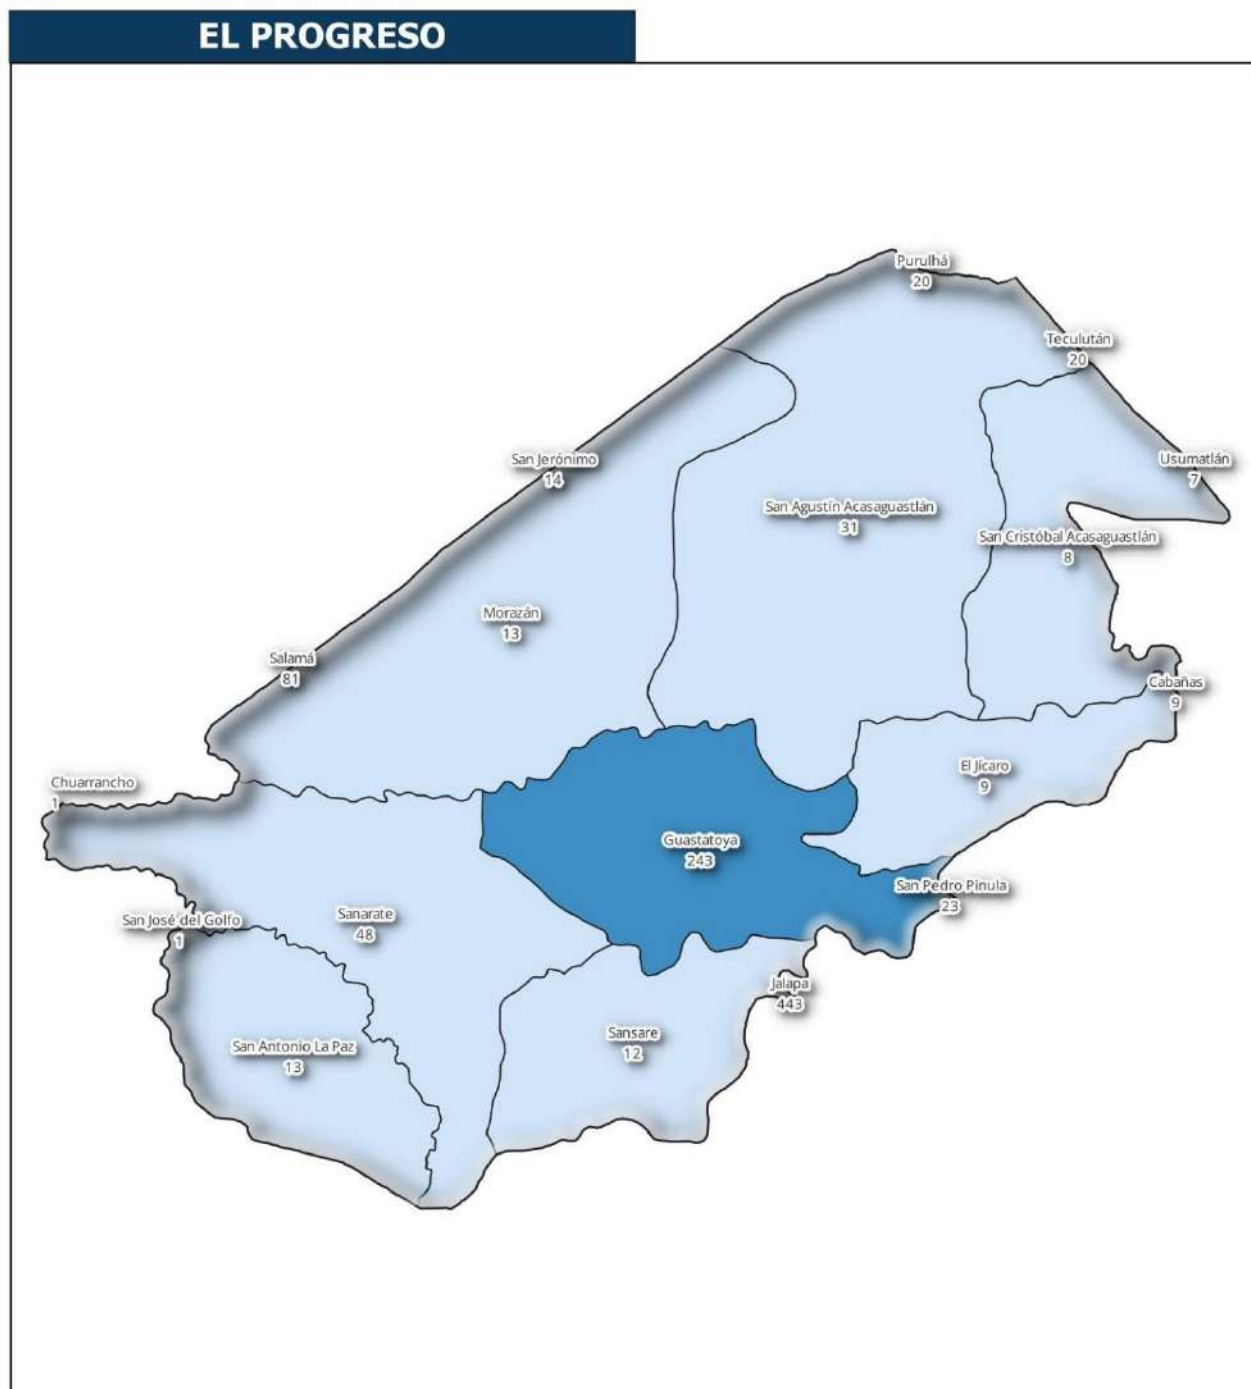 EL PROGRESO
Purulhá
20
Teculután
20
San Jerónimo
14
Usumatlán
7
San Agustín Acasaguastlán
31
San Cristóbal Acasaguastlán
8
Morazán
13
Salamá
81
Cabañas
9
El Jícaro
9
Chuarrancho
1
Guastatoya
243
San Pedro Pinula
23
Sanarate
48
San José del Golfo
1
Jalapa
443
Sansare
12
San Antonio La Paz
13